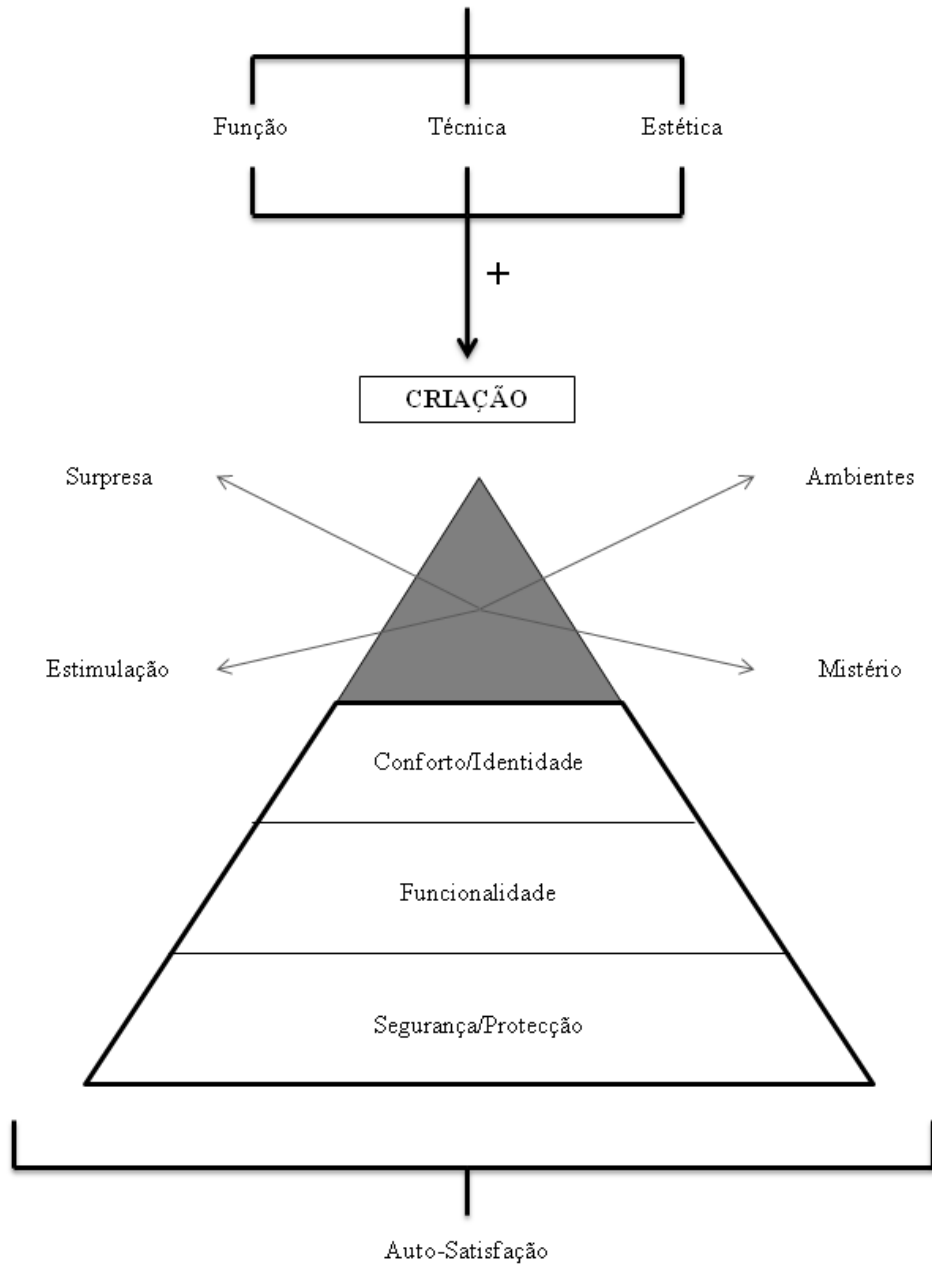 Função Técnica Estética
+
CRIAÇÃO
Surpresa Ambientes
Estimulação Mistério
Conforto/Identidade
Funcionalidade
Segurança/Protecção
Auto-Satisfação